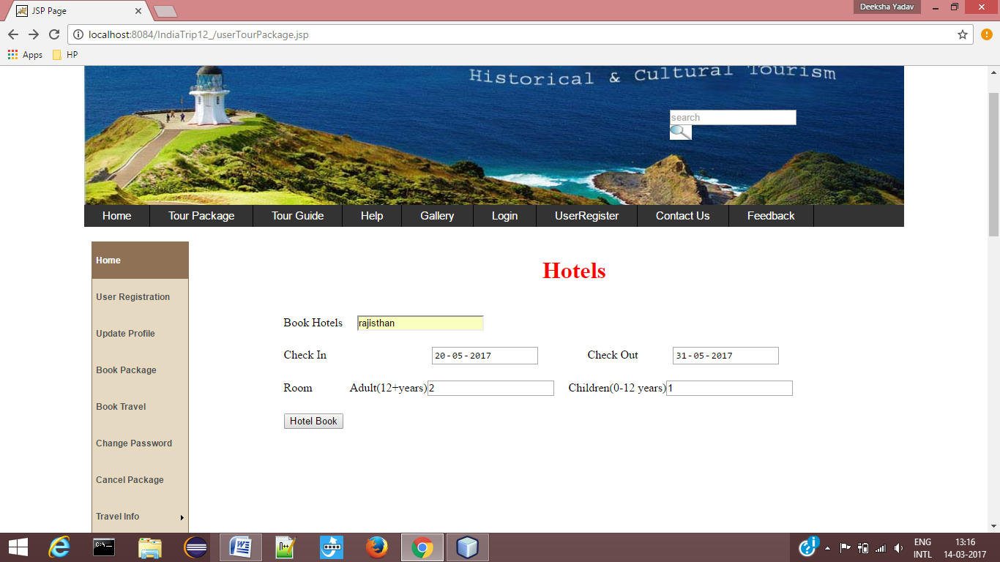 JSP Page
Deeksha Yadav
localhost:8084/IndiaTrip12_/userTourPackage.jsp
Apps HP
Historical & Cultural Tourism
search
Home Tour Package Tour Guide Help Gallery Login UserRegister Contact Us Feedback
Home
User Registration
Update Profile
Book Package
Book Travel
Change Password
Cancel Package
Travel Info
Hotels
Book Hotels rajisthan
Check In 20-05-2017 Check Out 31-05-2017
Room Adult(12+years) 2 Children(0-12 years) 1
Hotel Book
ENG 13:16
INTL 14-03-2017